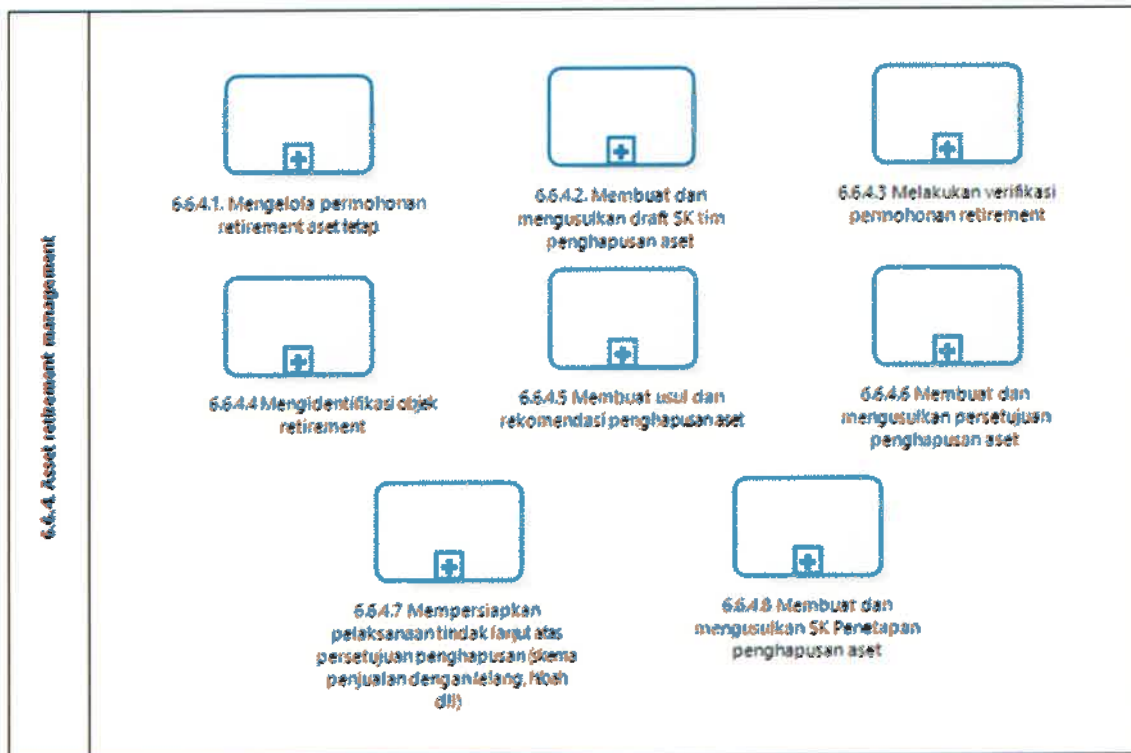 6.6.4. Asset retirement management
6.6.4.1. Mengelola permohonan
retirement aset tetap
6.6.4.2. Membuat dan
mengusulkan draft SK tim
penghapusan aset
6.6.4.3 Melakukan verifikasi
permohonan retirement
6.6.4.4 Mengidentifikasi objek
retirement
6.6.4.5 Membuat usul dan
rekomendasi penghapusan aset
6.6.4.6 Membuat dan
mengusulkan persetujuan
penghapusan aset
6.6.4.7 Mempersiapkan
pelaksanaan tindak lanjut atas
persetujuan penghapusan (skema
penjualan dengan lelang, hibah
dll)
6.6.4.8 Membuat dan
mengusulkan SK Penetapan
penghapusan aset